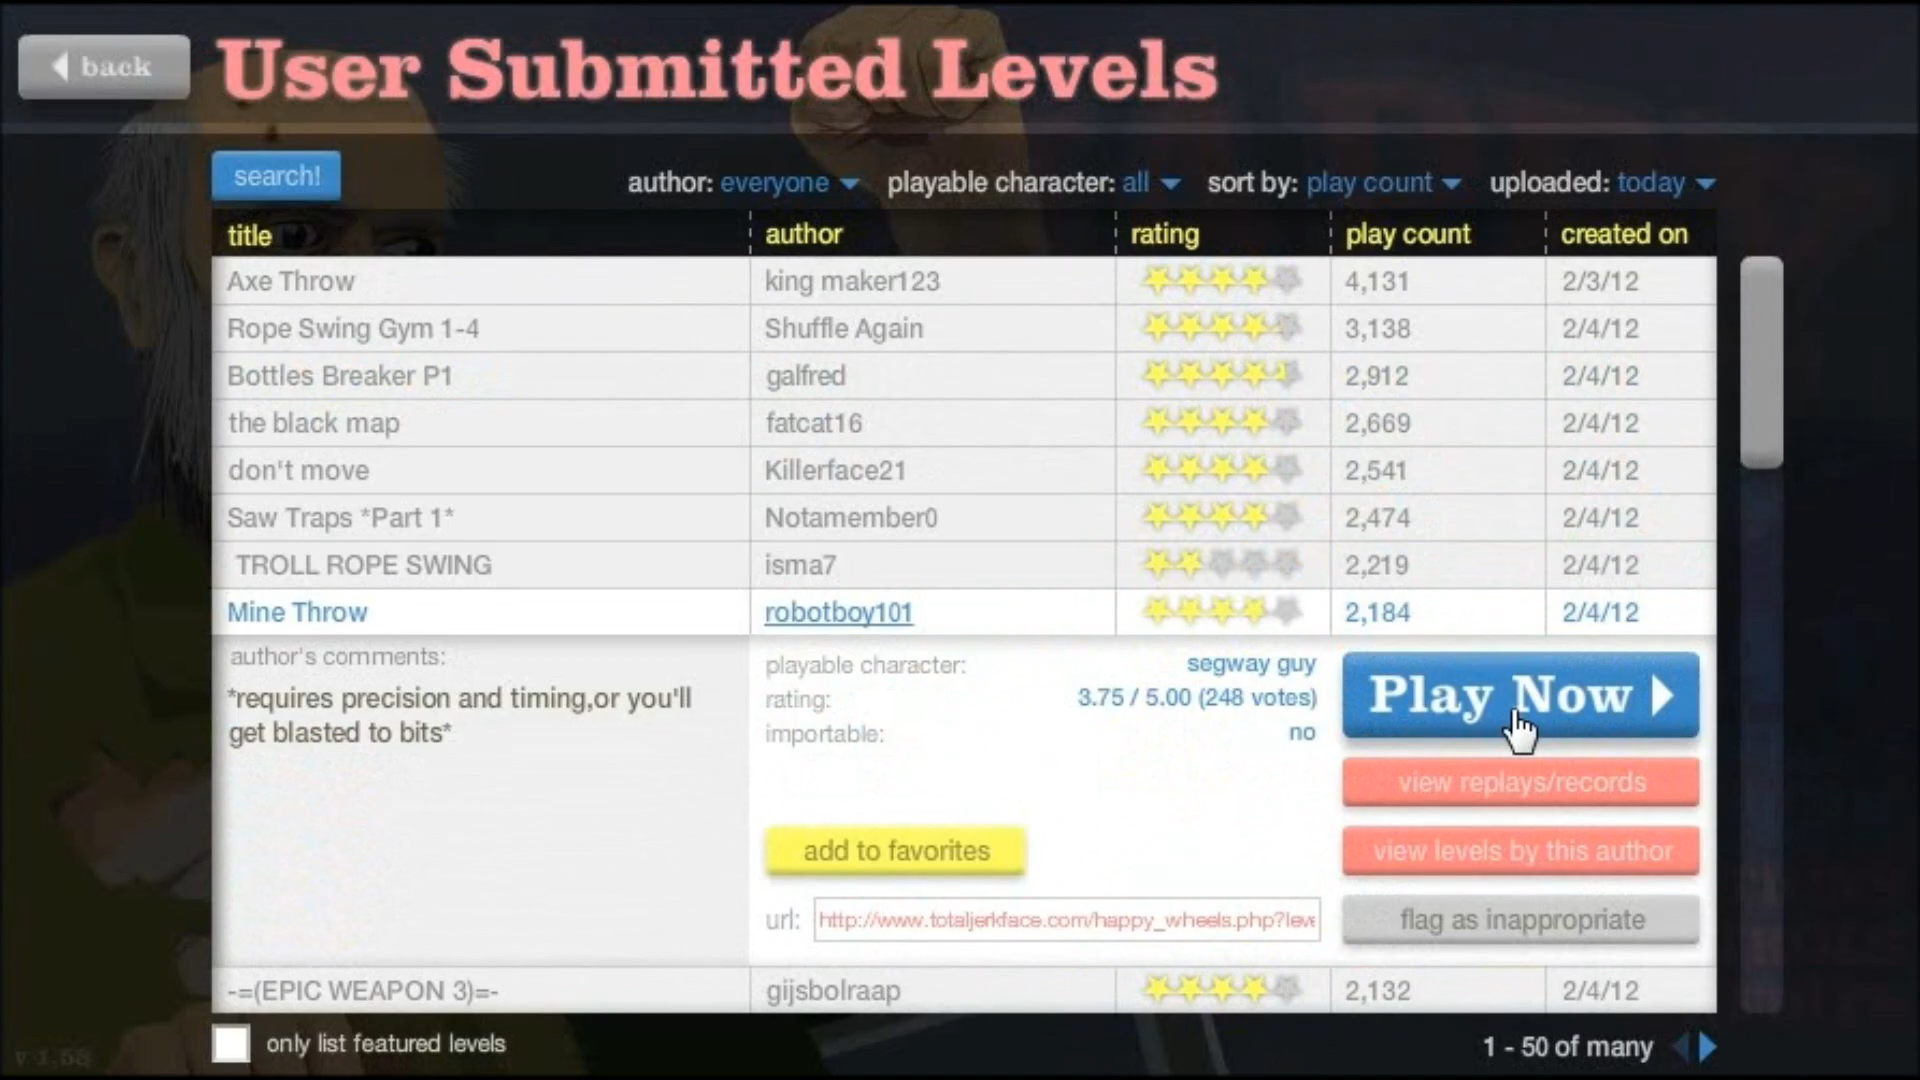 back
User Submitted Levels
search!
author: everyone playable character: all sort by: play count uploaded: today
title author rating play count created on
Axe Throw king maker123 4,131 2/3/12
Rope Swing Gym 1-4 Shuffle Again 3,138 2/4/12
Bottles Breaker P1 galfred 2,912 2/4/12
the black map fatcat16 2,669 2/4/12
don't move Killerface21 2,541 2/4/12
Saw Traps *Part 1* Notamember0 2,474 2/4/12
TROLL ROPE SWING isma7 2,219 2/4/12
Mine Throw robotboy101 2,184 2/4/12
author's comments:
*requires precision and timing,or you'll
get blasted to bits*
playable character: segway guy
rating: 3.75 / 5.00 (248 votes)
importable: no
add to favorites
url: http://www.totaljerkface.com/happy_wheels.php?leve
Play Now
view replays/records
view levels by this author
flag as inappropriate
-=(EPIC WEAPON 3)=- gijsbolraap 2,132 2/4/12
only list featured levels
1 - 50 of many
v 1.58